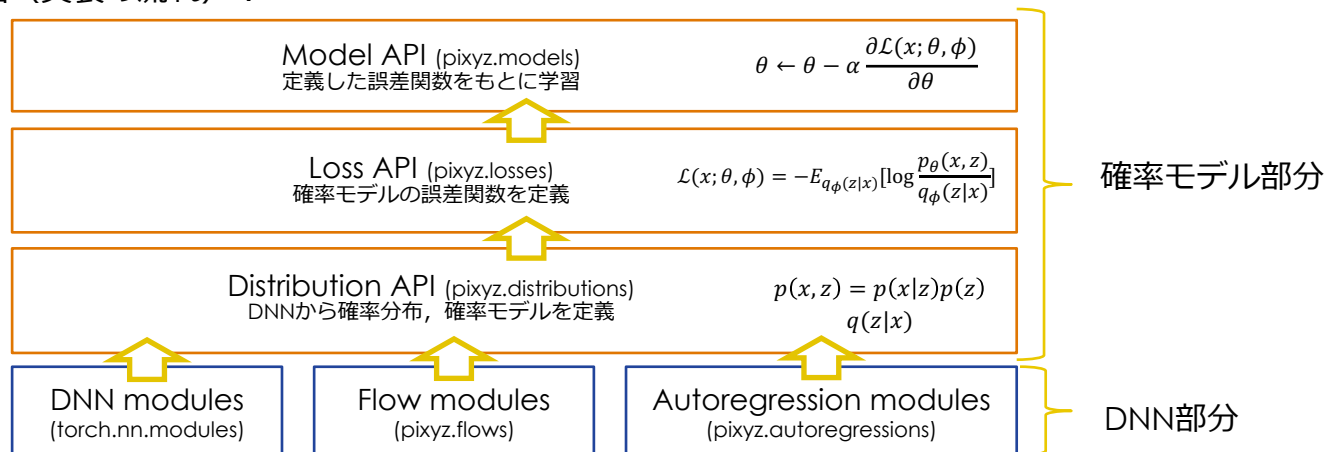 Model API (pixyz.models)
定義した誤差関数をもとに学習
θ ← θ − α ∂ℒ(x; θ, ϕ) / ∂θ
Loss API (pixyz.losses)
確率モデルの誤差関数を定義
ℒ(x; θ, ϕ) = −E_{q_ϕ(z|x)}[log p_θ(x, z) / q_ϕ(z|x)]
確率モデル部分
Distribution API (pixyz.distributions)
DNNから確率分布，確率モデルを定義
p(x, z) = p(x|z)p(z)
q(z|x)
DNN modules
(torch.nn.modules)
Flow modules
(pixyz.flows)
Autoregression modules
(pixyz.autoregressions)
DNN部分